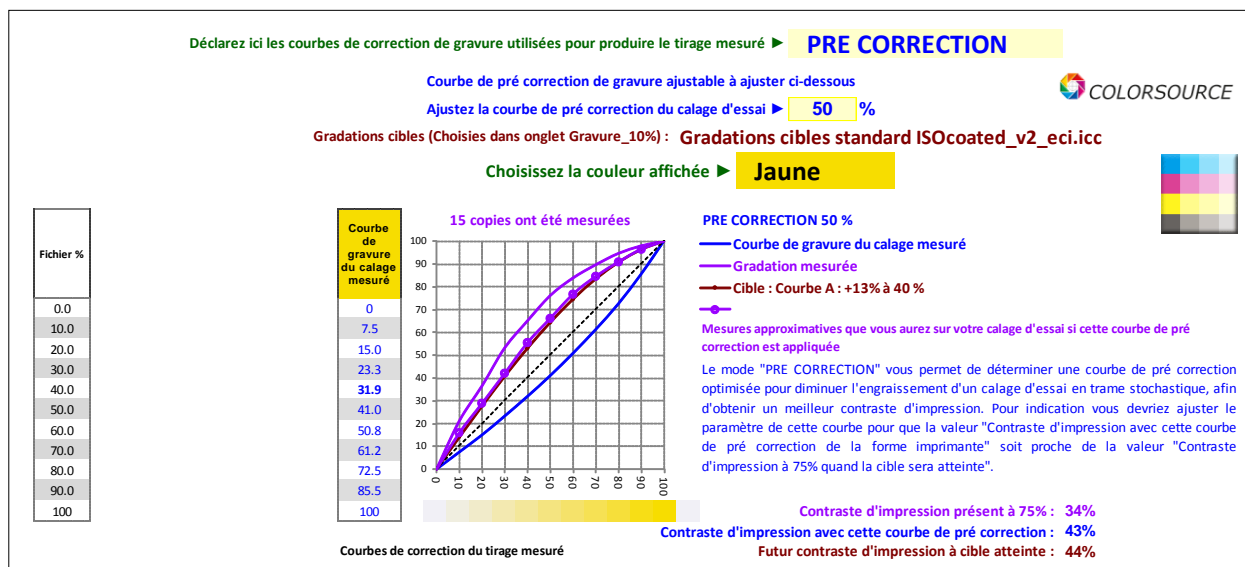 Déclarez ici les courbes de correction de gravure utilisées pour produire le tirage mesuré ► PRE CORRECTION
Courbe de pré correction de gravure ajustable à ajuster ci-dessous
Ajustez la courbe de pré correction du calage d'essai ► 50 %
COLORSOURCE
Gradations cibles (Choisies dans onglet Gravure_10%) : Gradations cibles standard ISOcoated_v2_eci.icc
Choisissez la couleur affichée ► Jaune
Fichier %
0.0
10.0
20.0
30.0
40.0
50.0
60.0
70.0
80.0
90.0
100
Courbe
de
gravure
du calage
mesuré
0
7.5
15.0
23.3
31.9
41.0
50.8
61.2
72.5
85.5
100
15 copies ont été mesurées
100
90
80
70
60
50
40
30
20
10
0
0 10 20 30 40 50 60 70 80 90 100
PRE CORRECTION 50 %
Courbe de gravure du calage mesuré
Gradation mesurée
Cible : Courbe A : +13% à 40 %
Mesures approximatives que vous aurez sur votre calage d'essai si cette courbe de pré
correction est appliquée
Le mode "PRE CORRECTION" vous permet de déterminer une courbe de pré correction
optimisée pour diminuer l'engraissement d'un calage d'essai en trame stochastique, afin
d'obtenir un meilleur contraste d'impression. Pour indication vous devriez ajuster le
paramètre de cette courbe pour que la valeur "Contraste d'impression avec cette courbe
de pré correction de la forme imprimante" soit proche de la valeur "Contraste
d'impression à 75% quand la cible sera atteinte".
Contraste d'impression présent à 75% : 34%
Contraste d'impression avec cette courbe de pré correction : 43%
Courbes de correction du tirage mesuré
Futur contraste d'impression à cible atteinte : 44%